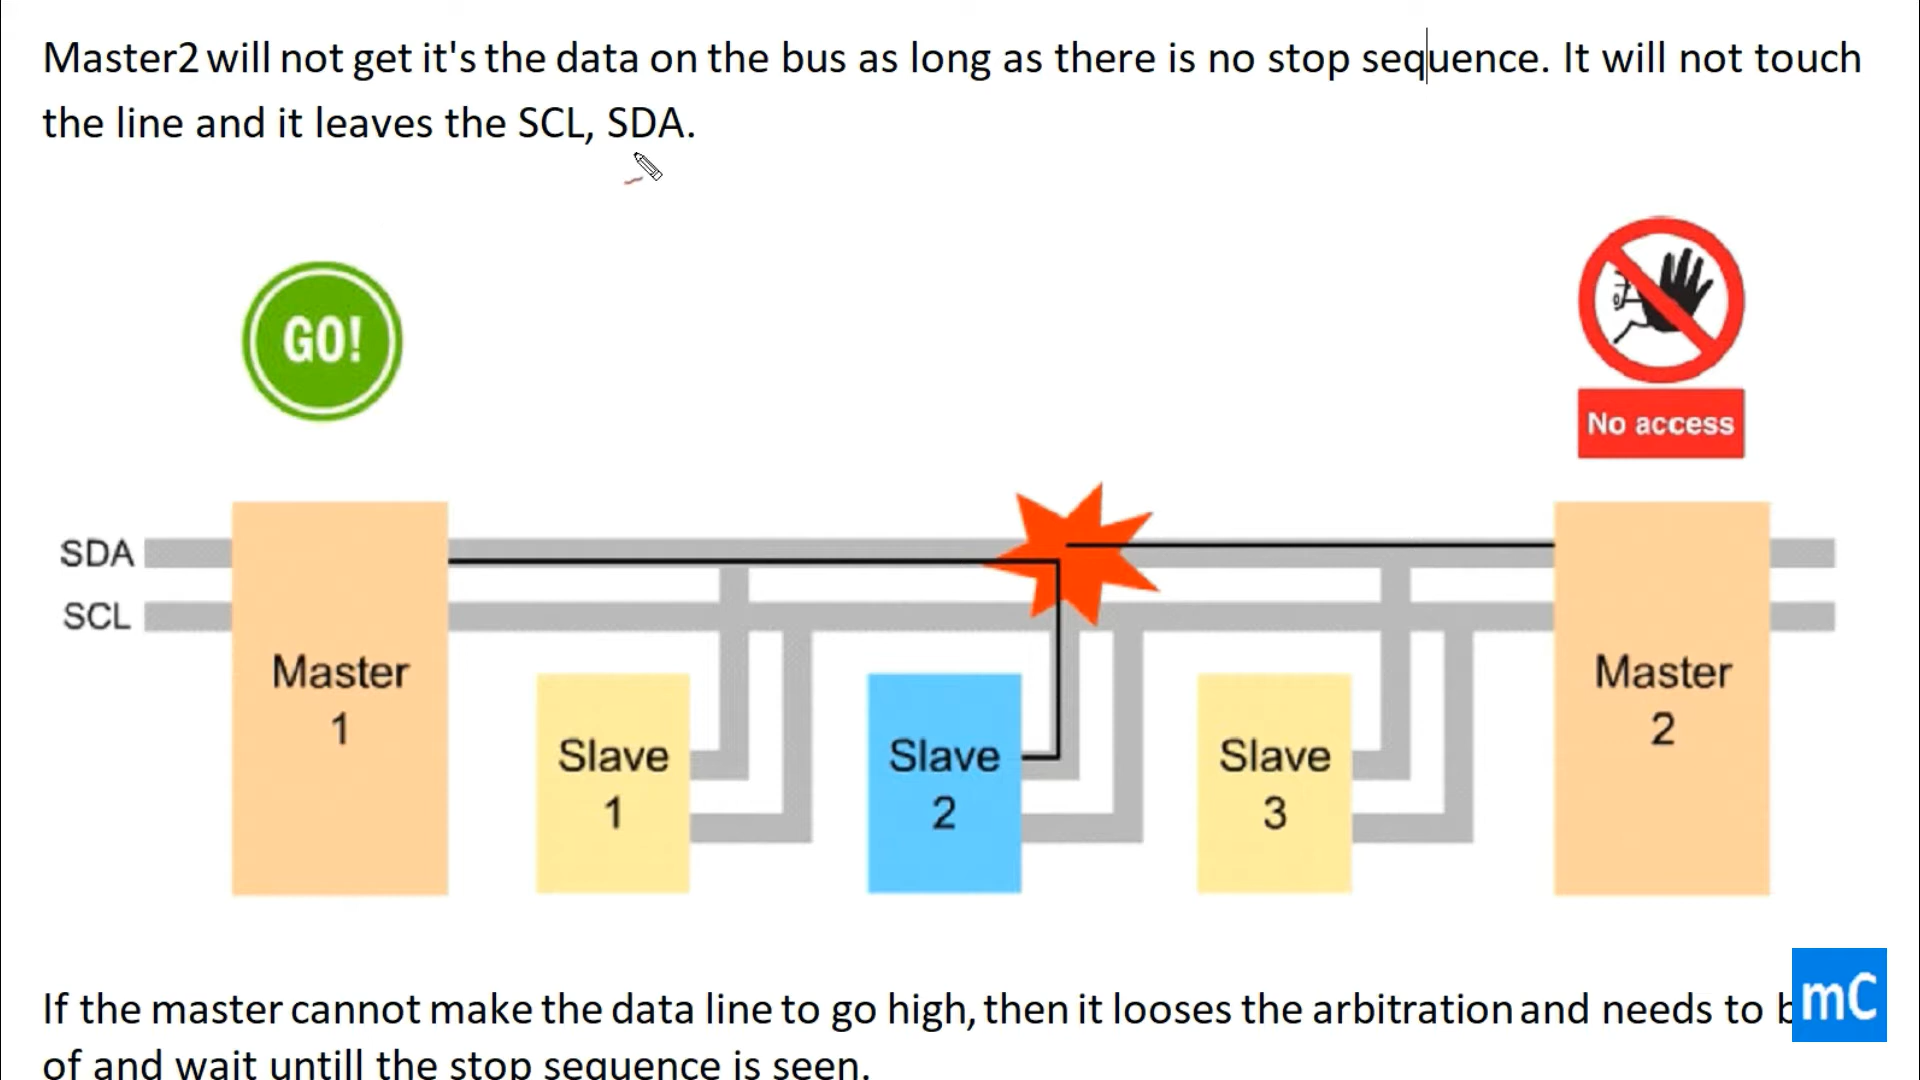 Master2 will not get it's the data on the bus as long as there is no stop sequence. It will not touch
the line and it leaves the SCL, SDA.
GO!
No access
SDA
SCL
Master
1
Slave
1
Slave
2
Slave
3
Master
2
If the master cannot make the data line to go high, then it looses the arbitration and needs to
mC
of and wait untill the stop sequence is seen.